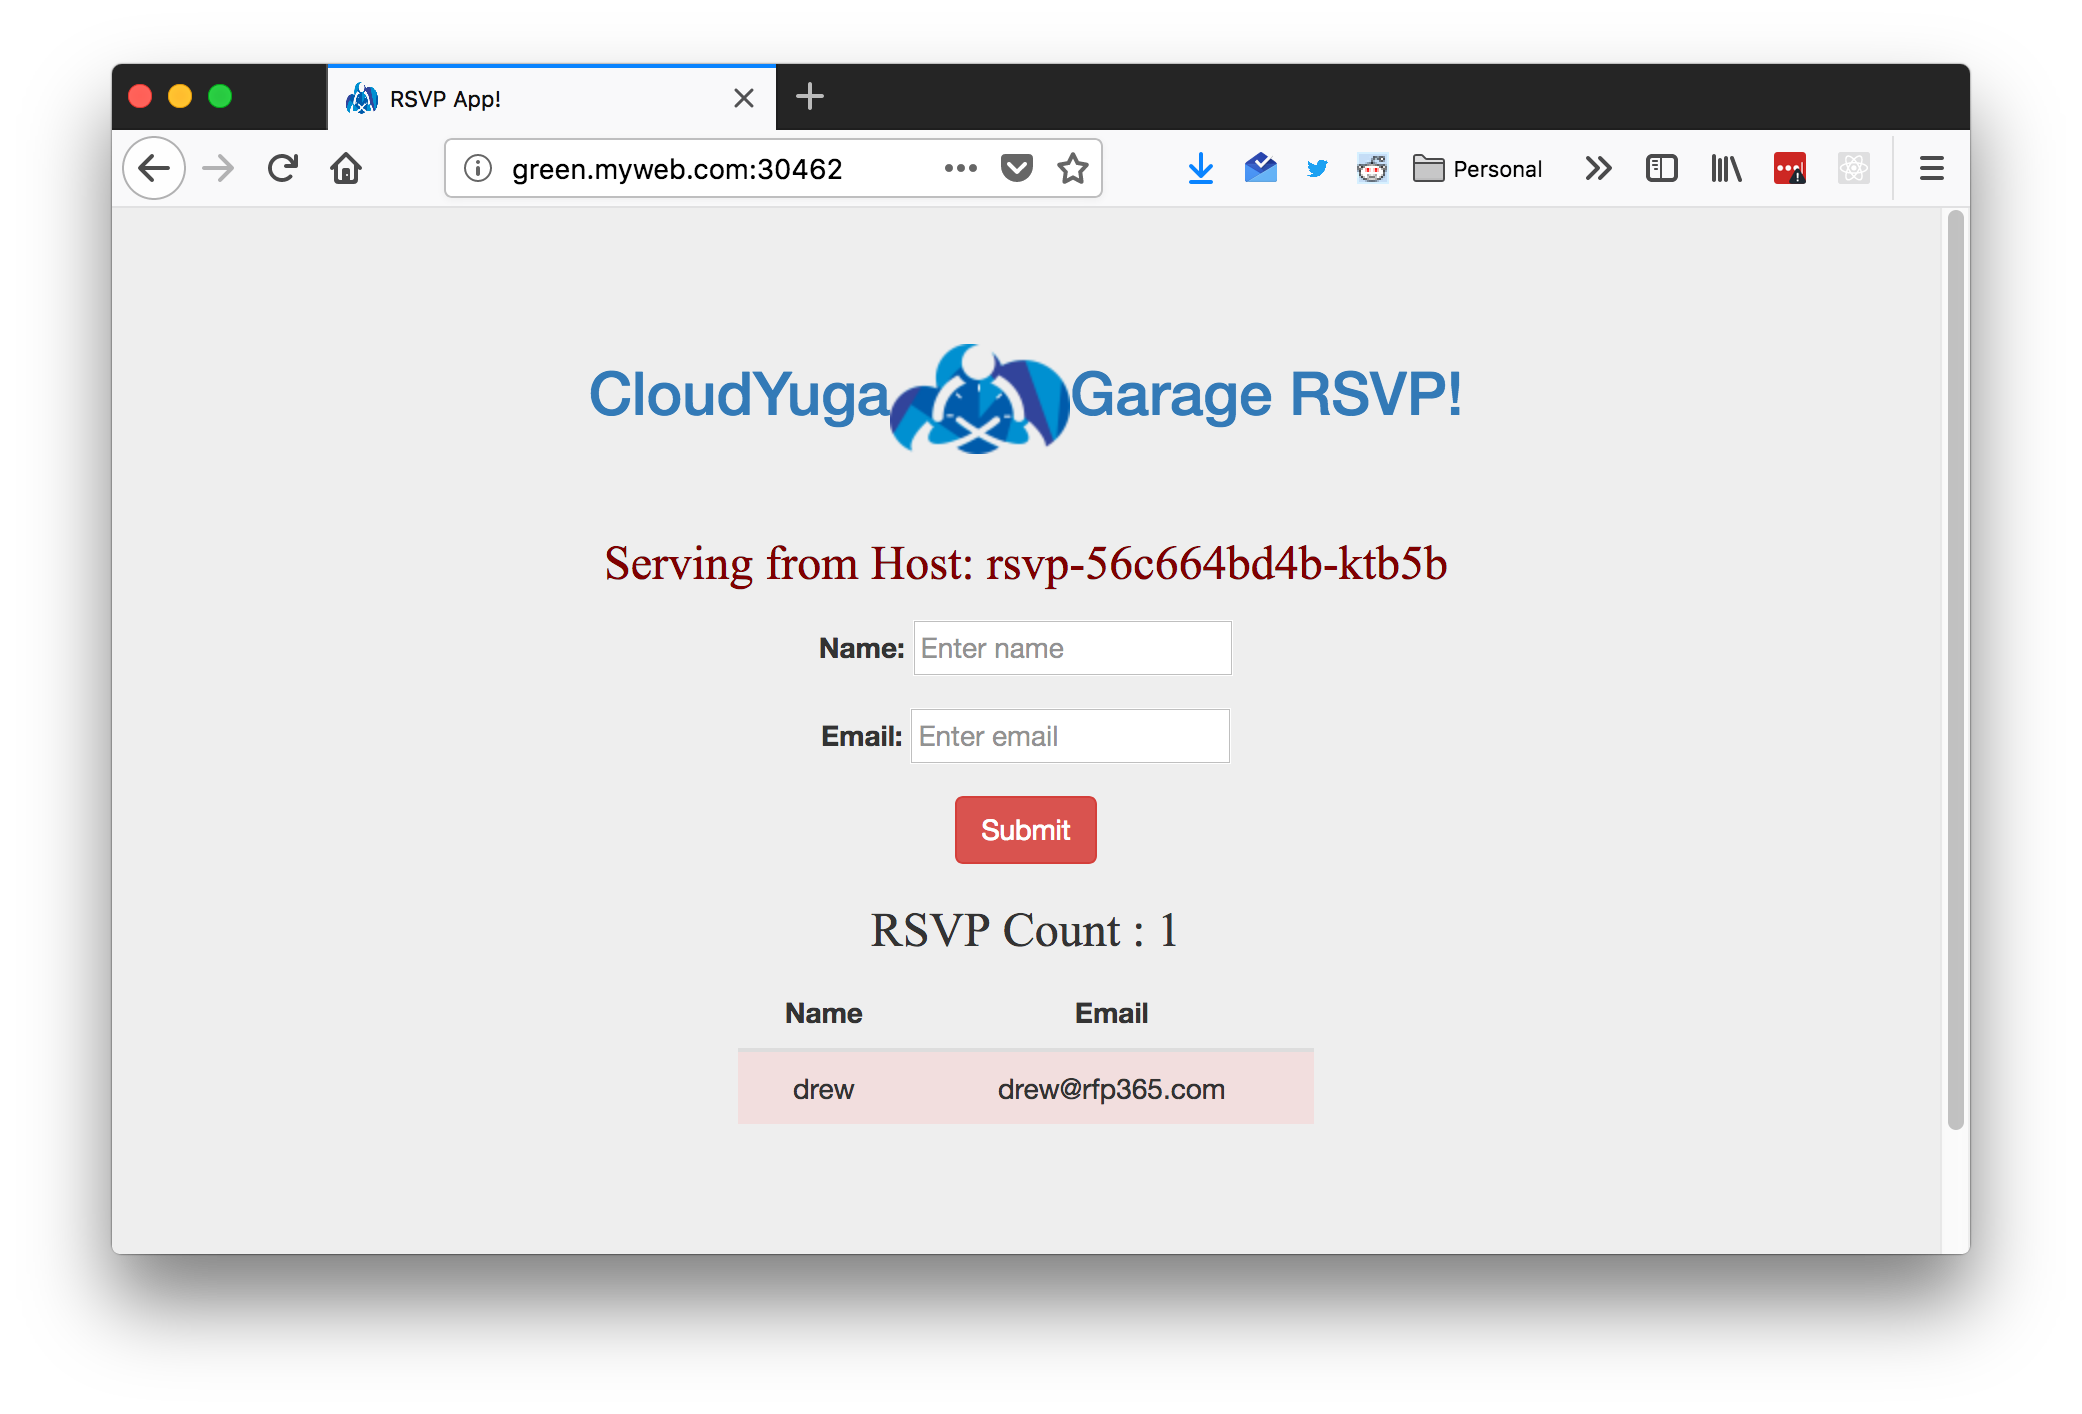 RSVP App!
green.myweb.com:30462
Personal
CloudYuga Garage RSVP!
Serving from Host: rsvp-56c664bd4b-ktb5b
Name: Enter name
Email: Enter email
Submit
RSVP Count : 1
Name Email
drew drew@rfp365.com